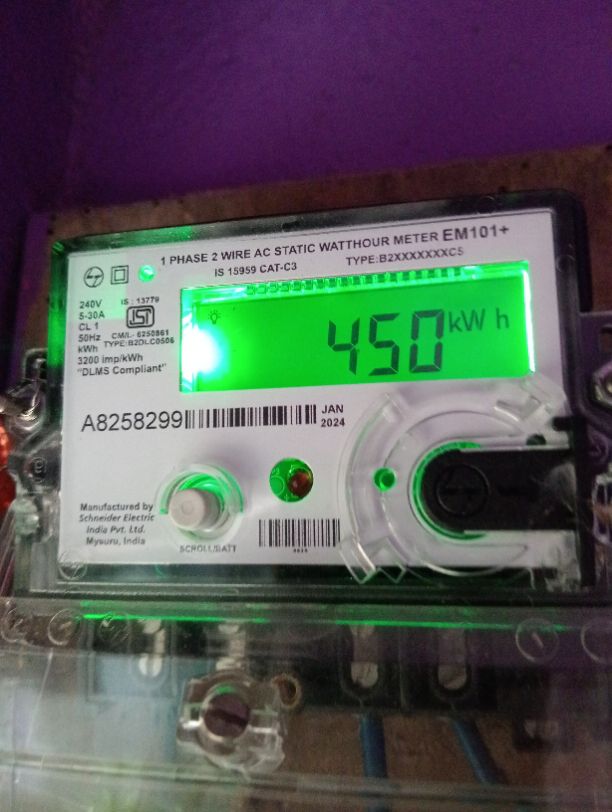 1 PHASE 2 WIRE AC STATIC WATTHOUR METER EM101+
IS 15959 CAT-C3 TYPE:B2XXXXXXXC5
240V
5-30A
CL 1
50Hz
kWh
3200 imp/kWh
"DLMS Compliant"
IS : 13779
ISI
CM/L- 6250861
TYPE:B2DLC0506
450 kWh
A8258299
JAN
2024
Manufactured by
Schneider Electric
India Pvt. Ltd.
Mysuru, India
SCROLL/BATT